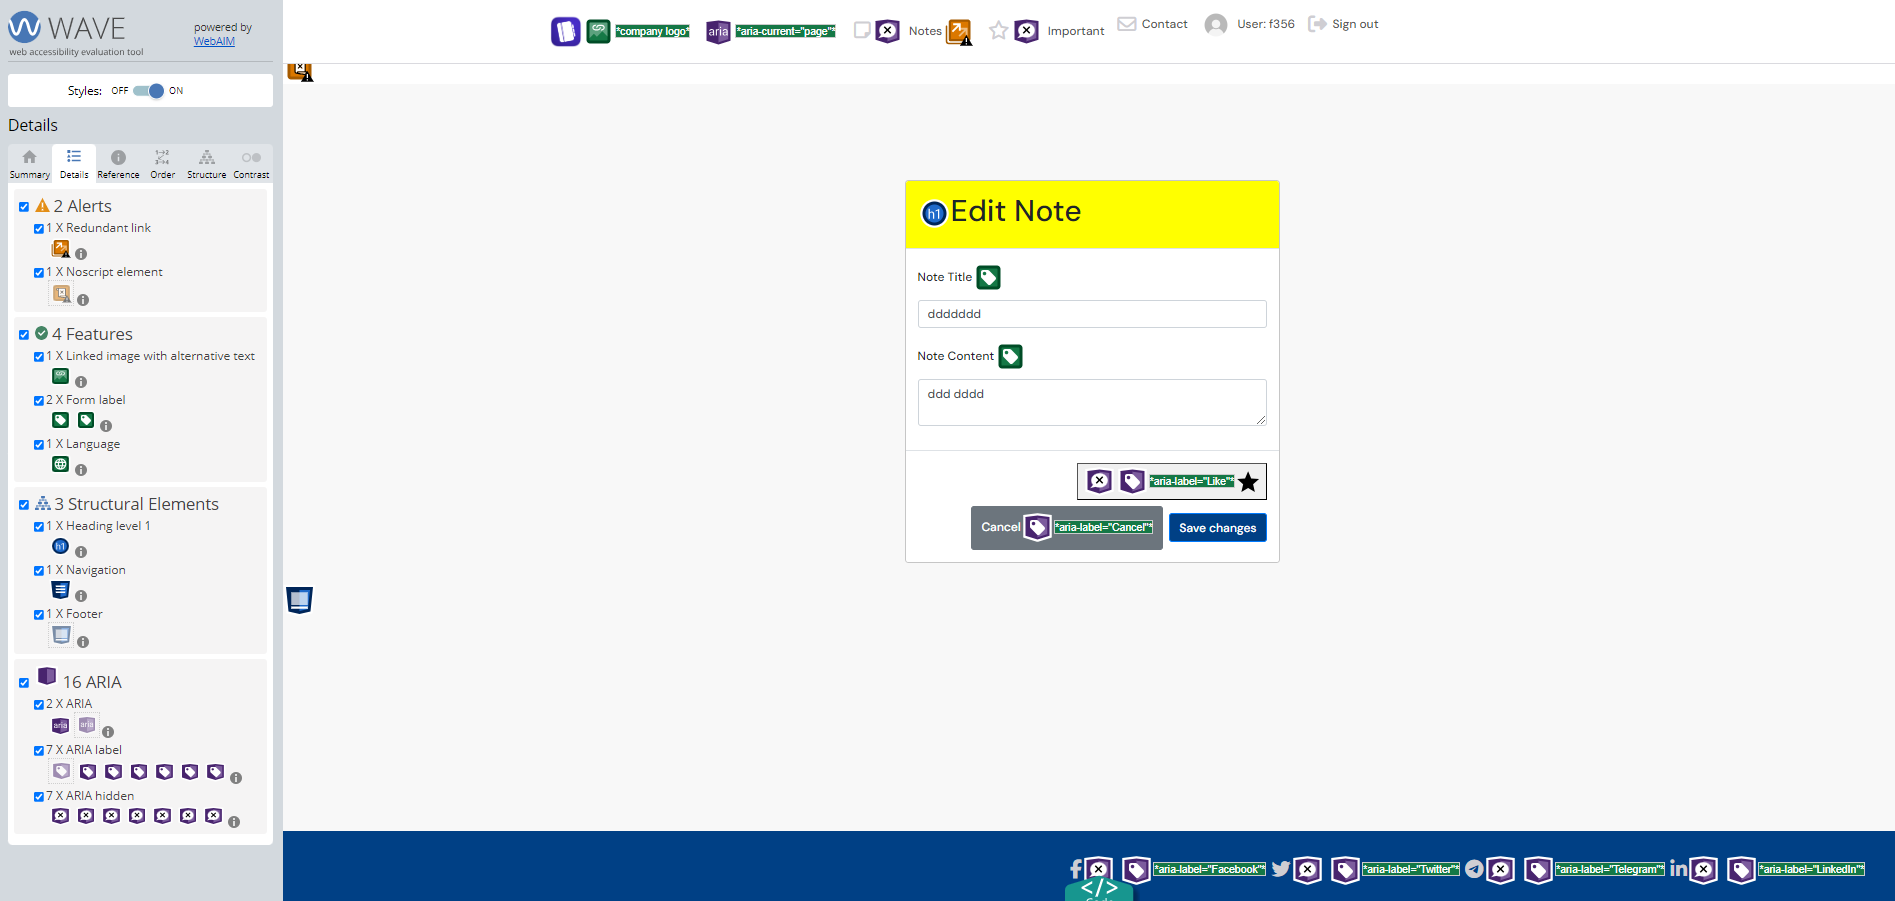 WAVE
web accessibility evaluation tool
powered by
WebAIM
Styles: OFF ON
Details
Summary Details Reference Order Structure Contrast
2 Alerts
1 X Redundant link
1 X Noscript element
4 Features
1 X Linked image with alternative text
2 X Form label
1 X Language
3 Structural Elements
1 X Heading level 1
h1
1 X Navigation
1 X Footer
16 ARIA
2 X ARIA
aria aria
7 X ARIA label
7 X ARIA hidden
*company logo* aria *aria-current="page"* Notes Important Contact User: f356 Sign out
h1 Edit Note
Note Title
ddddddd
Note Content
ddd dddd
*aria-label="Like"*
Cancel *aria-label="Cancel"* Save changes
*aria-label="Facebook"* *aria-label="Twitter"* *aria-label="Telegram"* *aria-label="LinkedIn"*
</>